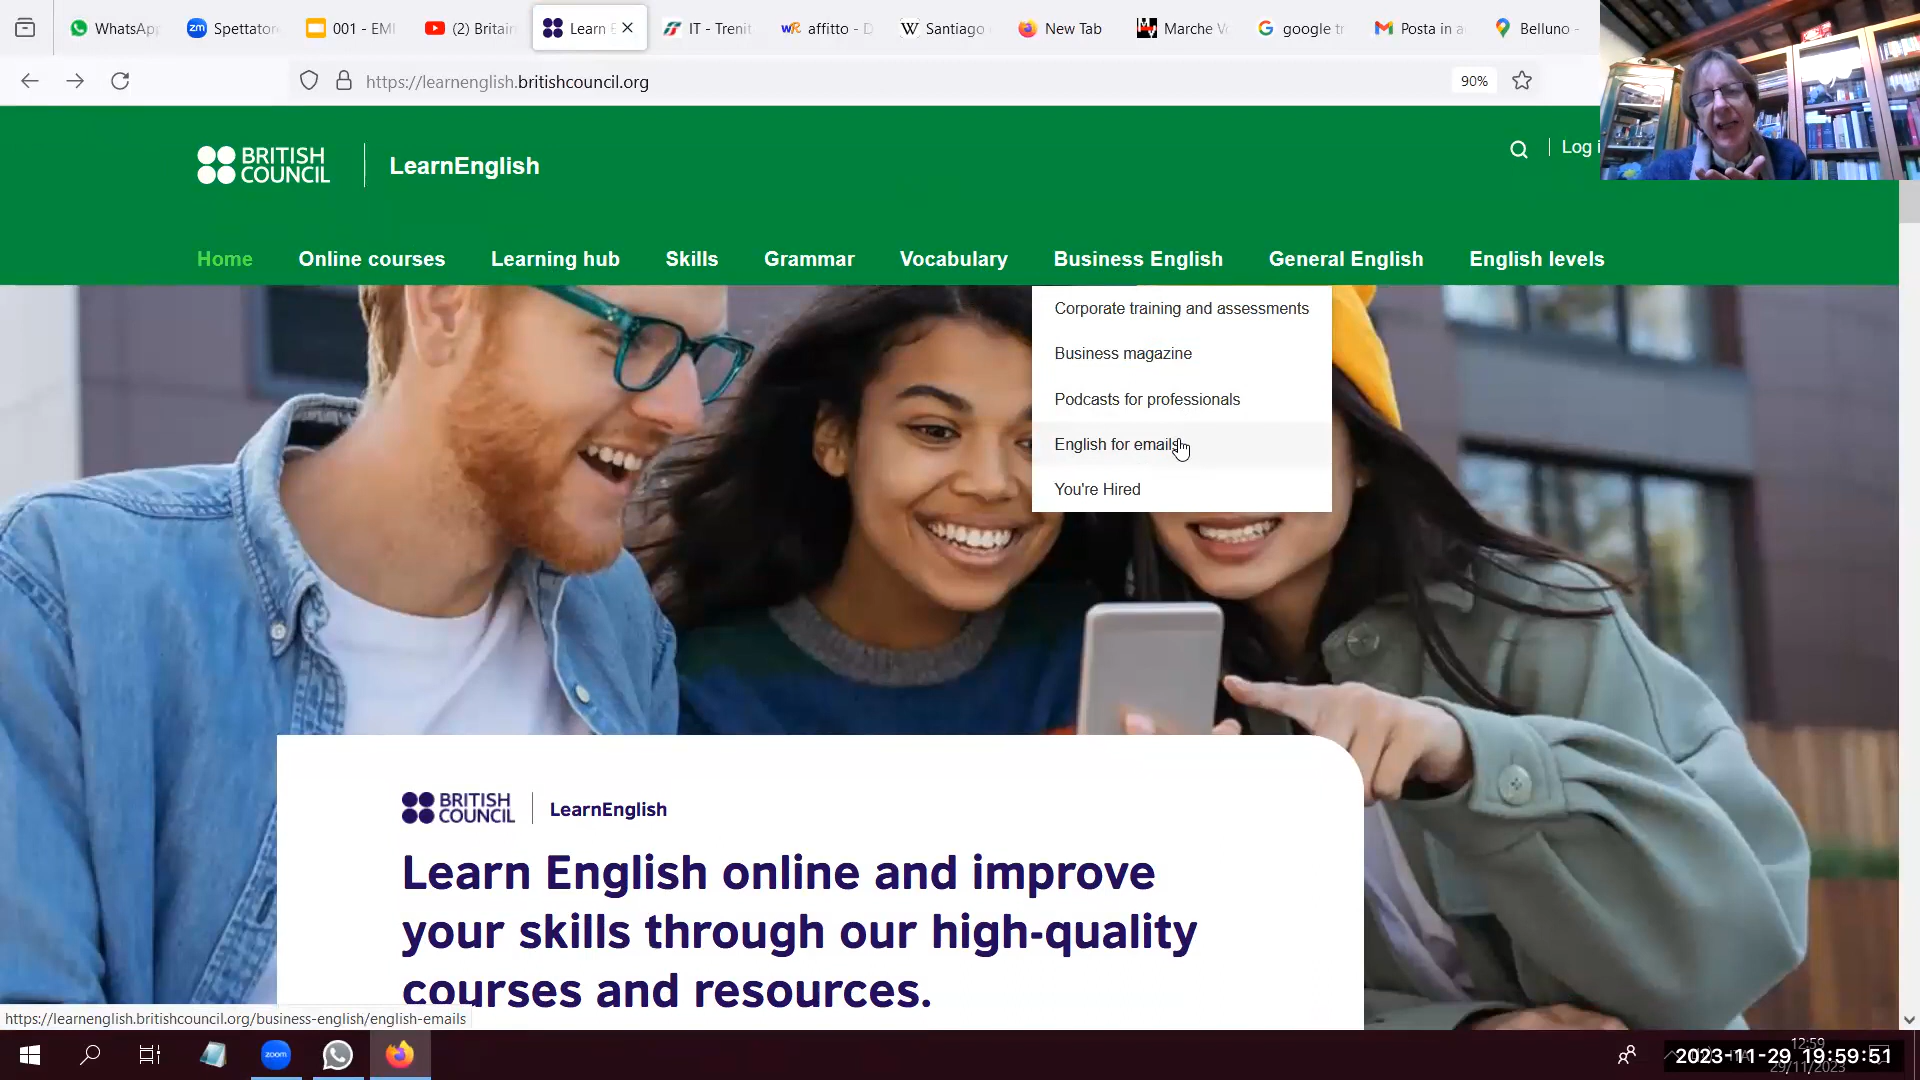 WhatsApp
Spettator
001 - EMI
(2) Britain
Learn E
IT - Trenit
affitto - D
Santiago
New Tab
Marche Vo
google tr
Posta in a
Belluno -
https://learnenglish.britishcouncil.org
90%
BRITISH
COUNCIL
LearnEnglish
Log i
Home
Online courses
Learning hub
Skills
Grammar
Vocabulary
Business English
General English
English levels
Corporate training and assessments
Business magazine
Podcasts for professionals
English for emails
You're Hired
BRITISH
COUNCIL
LearnEnglish
Learn English online and improve
your skills through our high-quality
courses and resources.
https://learnenglish.britishcouncil.org/business-english/english-emails
zoom
12:59
2023-11-29 19:59:51
29/11/2023